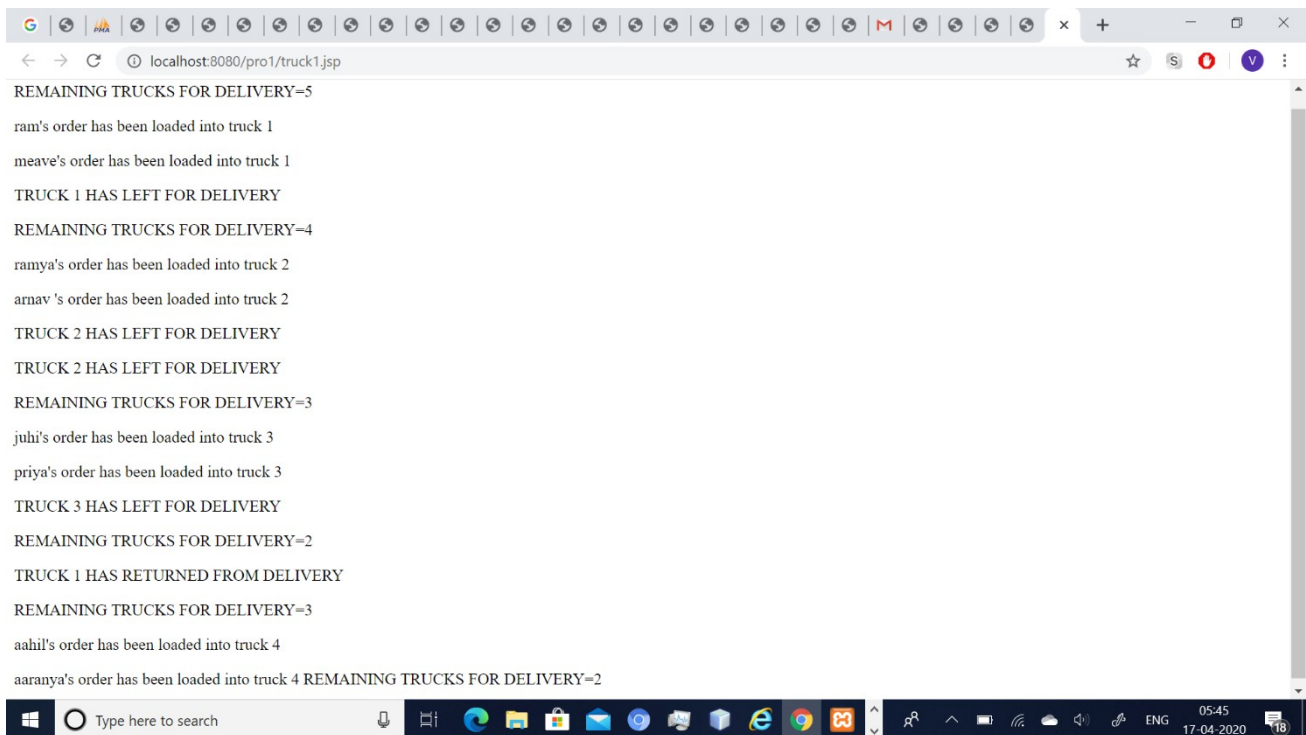 G PMA M
localhost:8080/pro1/truck1.jsp S V
REMAINING TRUCKS FOR DELIVERY=5
ram's order has been loaded into truck 1
meave's order has been loaded into truck 1
TRUCK 1 HAS LEFT FOR DELIVERY
REMAINING TRUCKS FOR DELIVERY=4
ramya's order has been loaded into truck 2
arnav 's order has been loaded into truck 2
TRUCK 2 HAS LEFT FOR DELIVERY
TRUCK 2 HAS LEFT FOR DELIVERY
REMAINING TRUCKS FOR DELIVERY=3
juhi's order has been loaded into truck 3
priya's order has been loaded into truck 3
TRUCK 3 HAS LEFT FOR DELIVERY
REMAINING TRUCKS FOR DELIVERY=2
TRUCK 1 HAS RETURNED FROM DELIVERY
REMAINING TRUCKS FOR DELIVERY=3
aahil's order has been loaded into truck 4
aaranya's order has been loaded into truck 4 REMAINING TRUCKS FOR DELIVERY=2
Type here to search ENG 05:45
17-04-2020 18